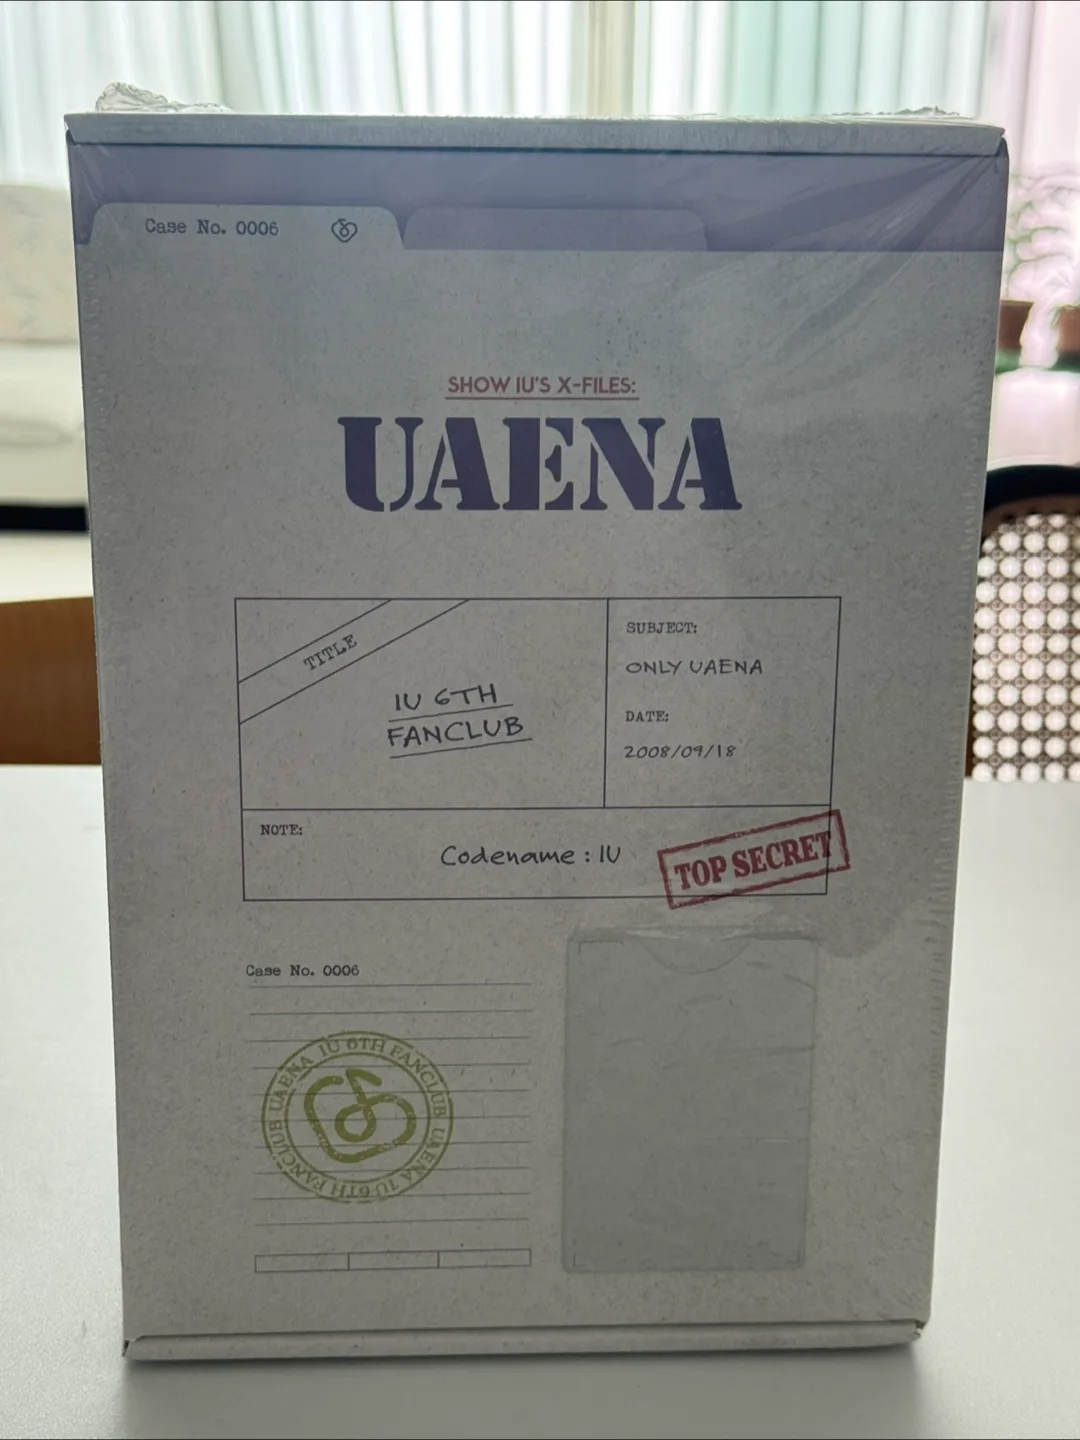 Case No. 0006
SHOW IU'S X-FILES:
UAENA
TITLE
IU 6TH
FANCLUB
SUBJECT:
ONLY UAENA
DATE:
2008/09/18
NOTE:
Codename : IU
TOP SECRET
Case No. 0006
UAENA IU 6TH FANCLUB UAENA IU 6TH FANCLUB